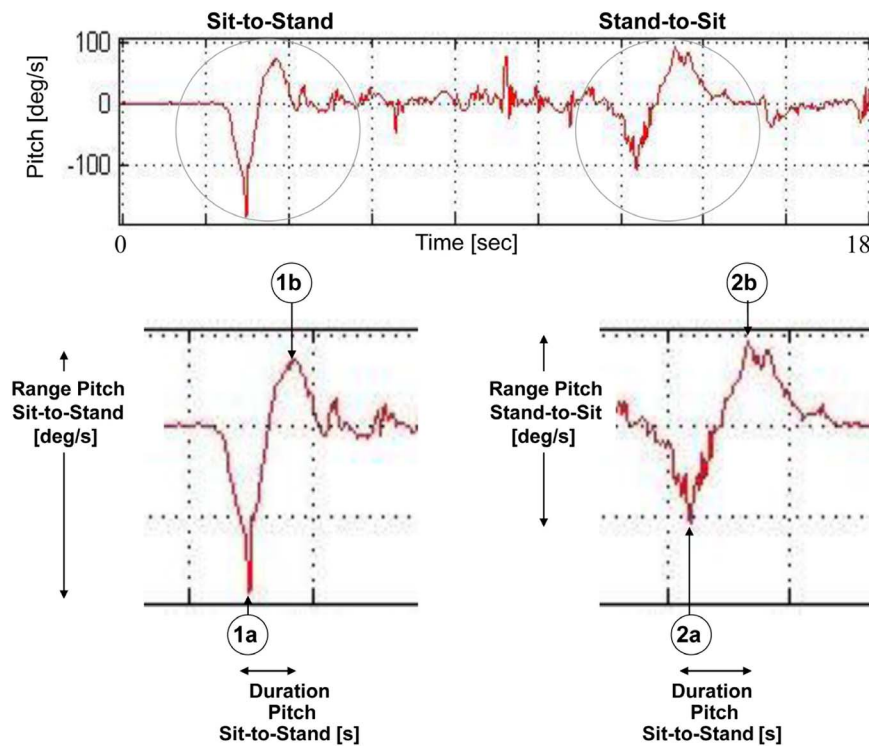 Sit-to-Stand
Stand-to-Sit
100
0
-100
Pitch [deg/s]
0
Time [sec]
18
1b
2b
Range Pitch
Sit-to-Stand
[deg/s]
Range Pitch
Stand-to-Sit
[deg/s]
1a
2a
Duration
Pitch
Sit-to-Stand [s]
Duration
Pitch
Sit-to-Stand [s]